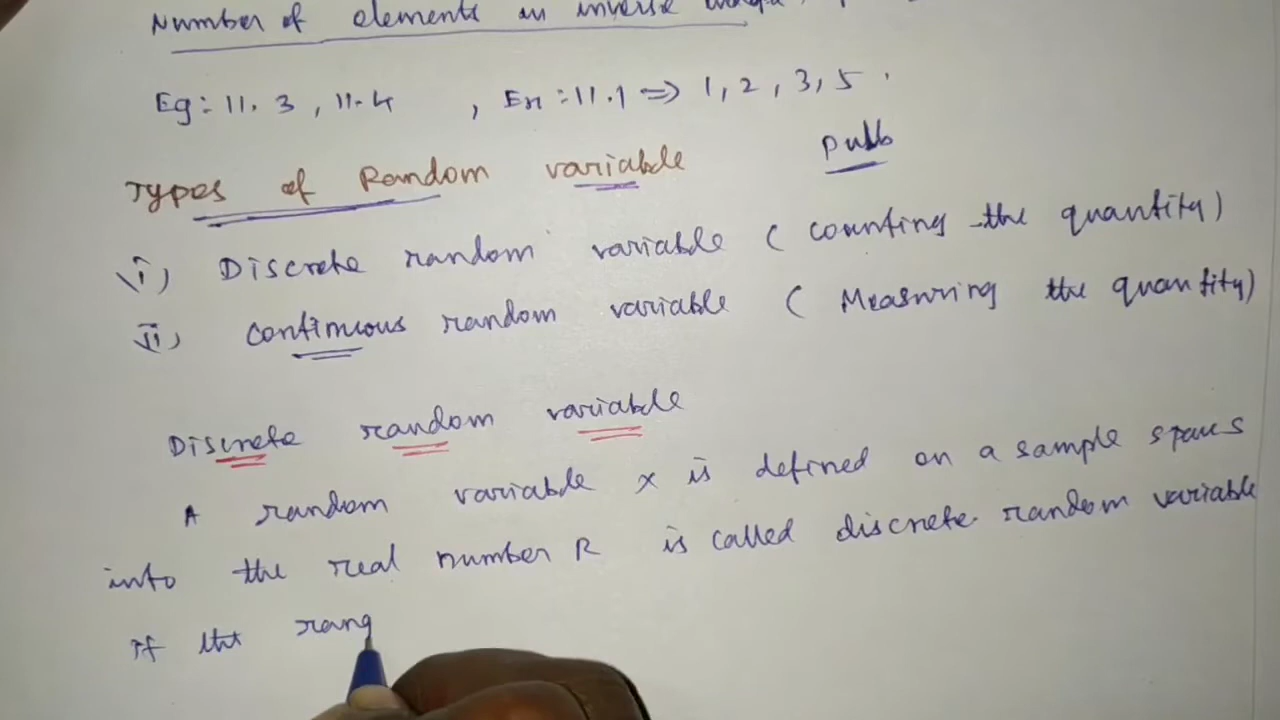 Number of elements in inverse
Eg: 11.3, 11.4 , Ex: 11.1 => 1, 2, 3, 5.
Types of Random variable
(i) Discrete random variable (counting the quantity)
(ii) continuous random variable (Measuring the quantity)
Discrete random variable
A random variable X is defined on a sample spaces
into the real number R is called discrete random variable
if the rang